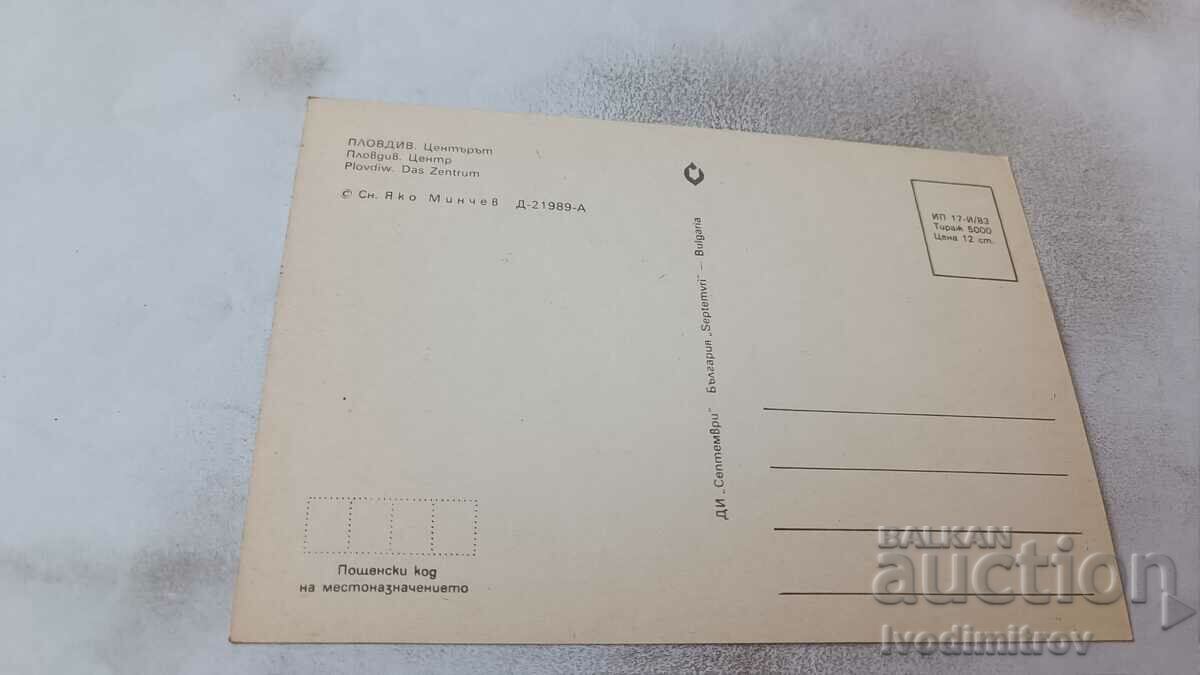 ПЛОВДИВ. Центърът
Пловдив. Центр
Plovdiw. Das Zentrum
© Сн. Яко Минчев Д-21989-А
ДИ „Септември" България „Septemvri" – Bulgaria
ИП 17-И/83
Тираж 5000
Цена 12 ст.
Пощенски код
на местоназначението
BALKAN
auction
Ivodimitrov